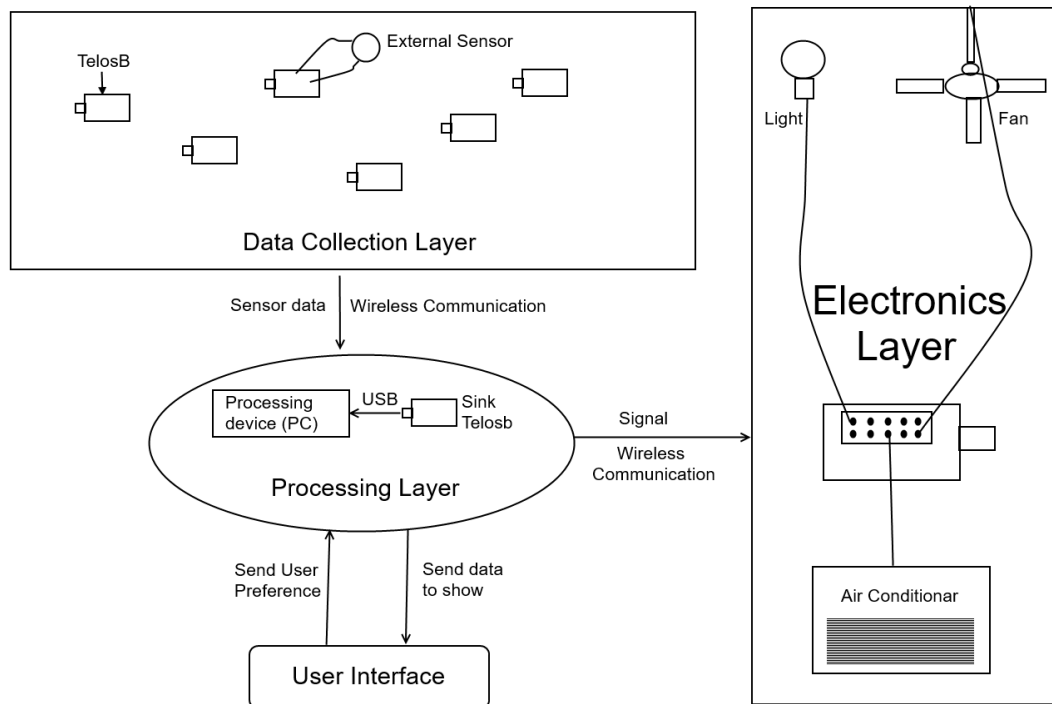 TelosB
External Sensor
Data Collection Layer
Light
Fan
Electronics
Layer
Sensor data
Wireless Communication
Processing
device (PC)
USB
Sink
Telosb
Processing Layer
Signal
Wireless
Communication
Send User
Preference
Send data
to show
User Interface
Air Conditionar